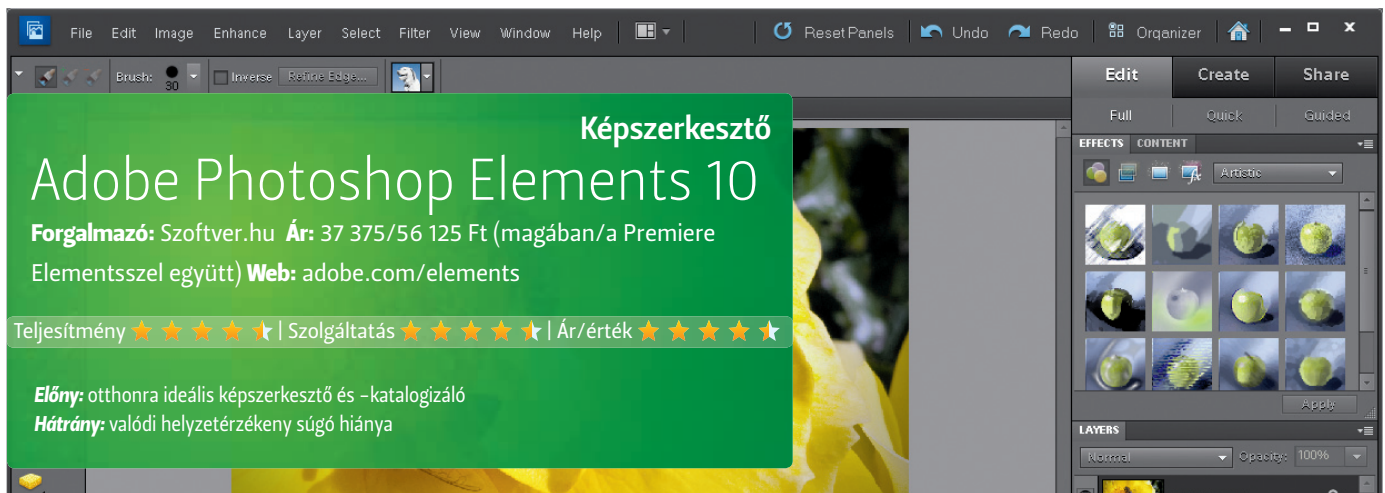 File Edit Image Enhance Layer Select Filter View Window Help Reset Panels Undo Redo Organizer
Brush: 30 Inverse Refine Edge...
Edit Create Share
Full Quick Guided
EFFECTS CONTENT
Artistic
Apply
LAYERS
Normal Opacity: 100%
Képszerkesztő
Adobe Photoshop Elements 10
Forgalmazó: Szoftver.hu Ár: 37 375/56 125 Ft (magában/a Premiere
Elementsszel együtt) Web: adobe.com/elements
Teljesítmény | Szolgáltatás | Ár/érték
Előny: otthonra ideális képszerkesztő és –katalogizáló
Hátrány: valódi helyzetérzékeny súgó hiánya